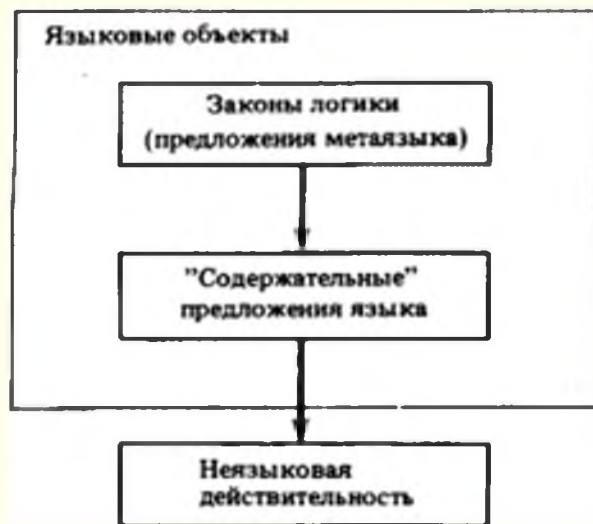 Языковые объекты
Законы логики
(предложения метаязыка)
"Содержательные"
предложения языка
Неязыковая
действительность